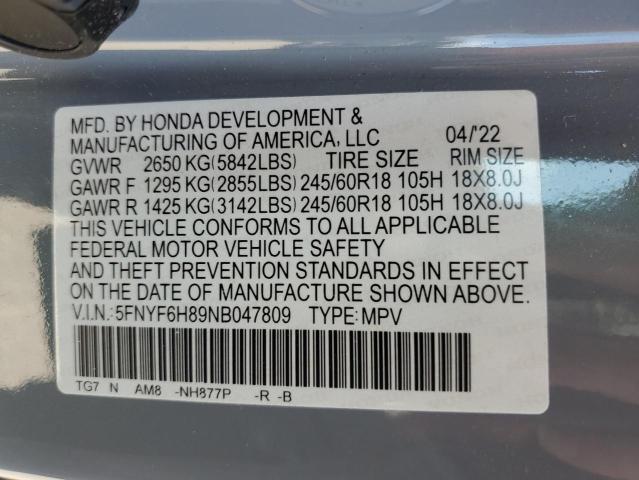 MFD. BY HONDA DEVELOPMENT &
MANUFACTURING OF AMERICA, LLC 04/'22
GVWR 2650 KG(5842LBS) TIRE SIZE RIM SIZE
GAWR F 1295 KG(2855LBS) 245/60R18 105H 18X8.0J
GAWR R 1425 KG(3142LBS) 245/60R18 105H 18X8.0J
THIS VEHICLE CONFORMS TO ALL APPLICABLE
FEDERAL MOTOR VEHICLE SAFETY
AND THEFT PREVENTION STANDARDS IN EFFECT
ON THE DATE OF MANUFACTURE SHOWN ABOVE.
V.I.N.:5FNYF6H89NB047809 TYPE:MPV
TG7 N AM8 -NH877P -R -B